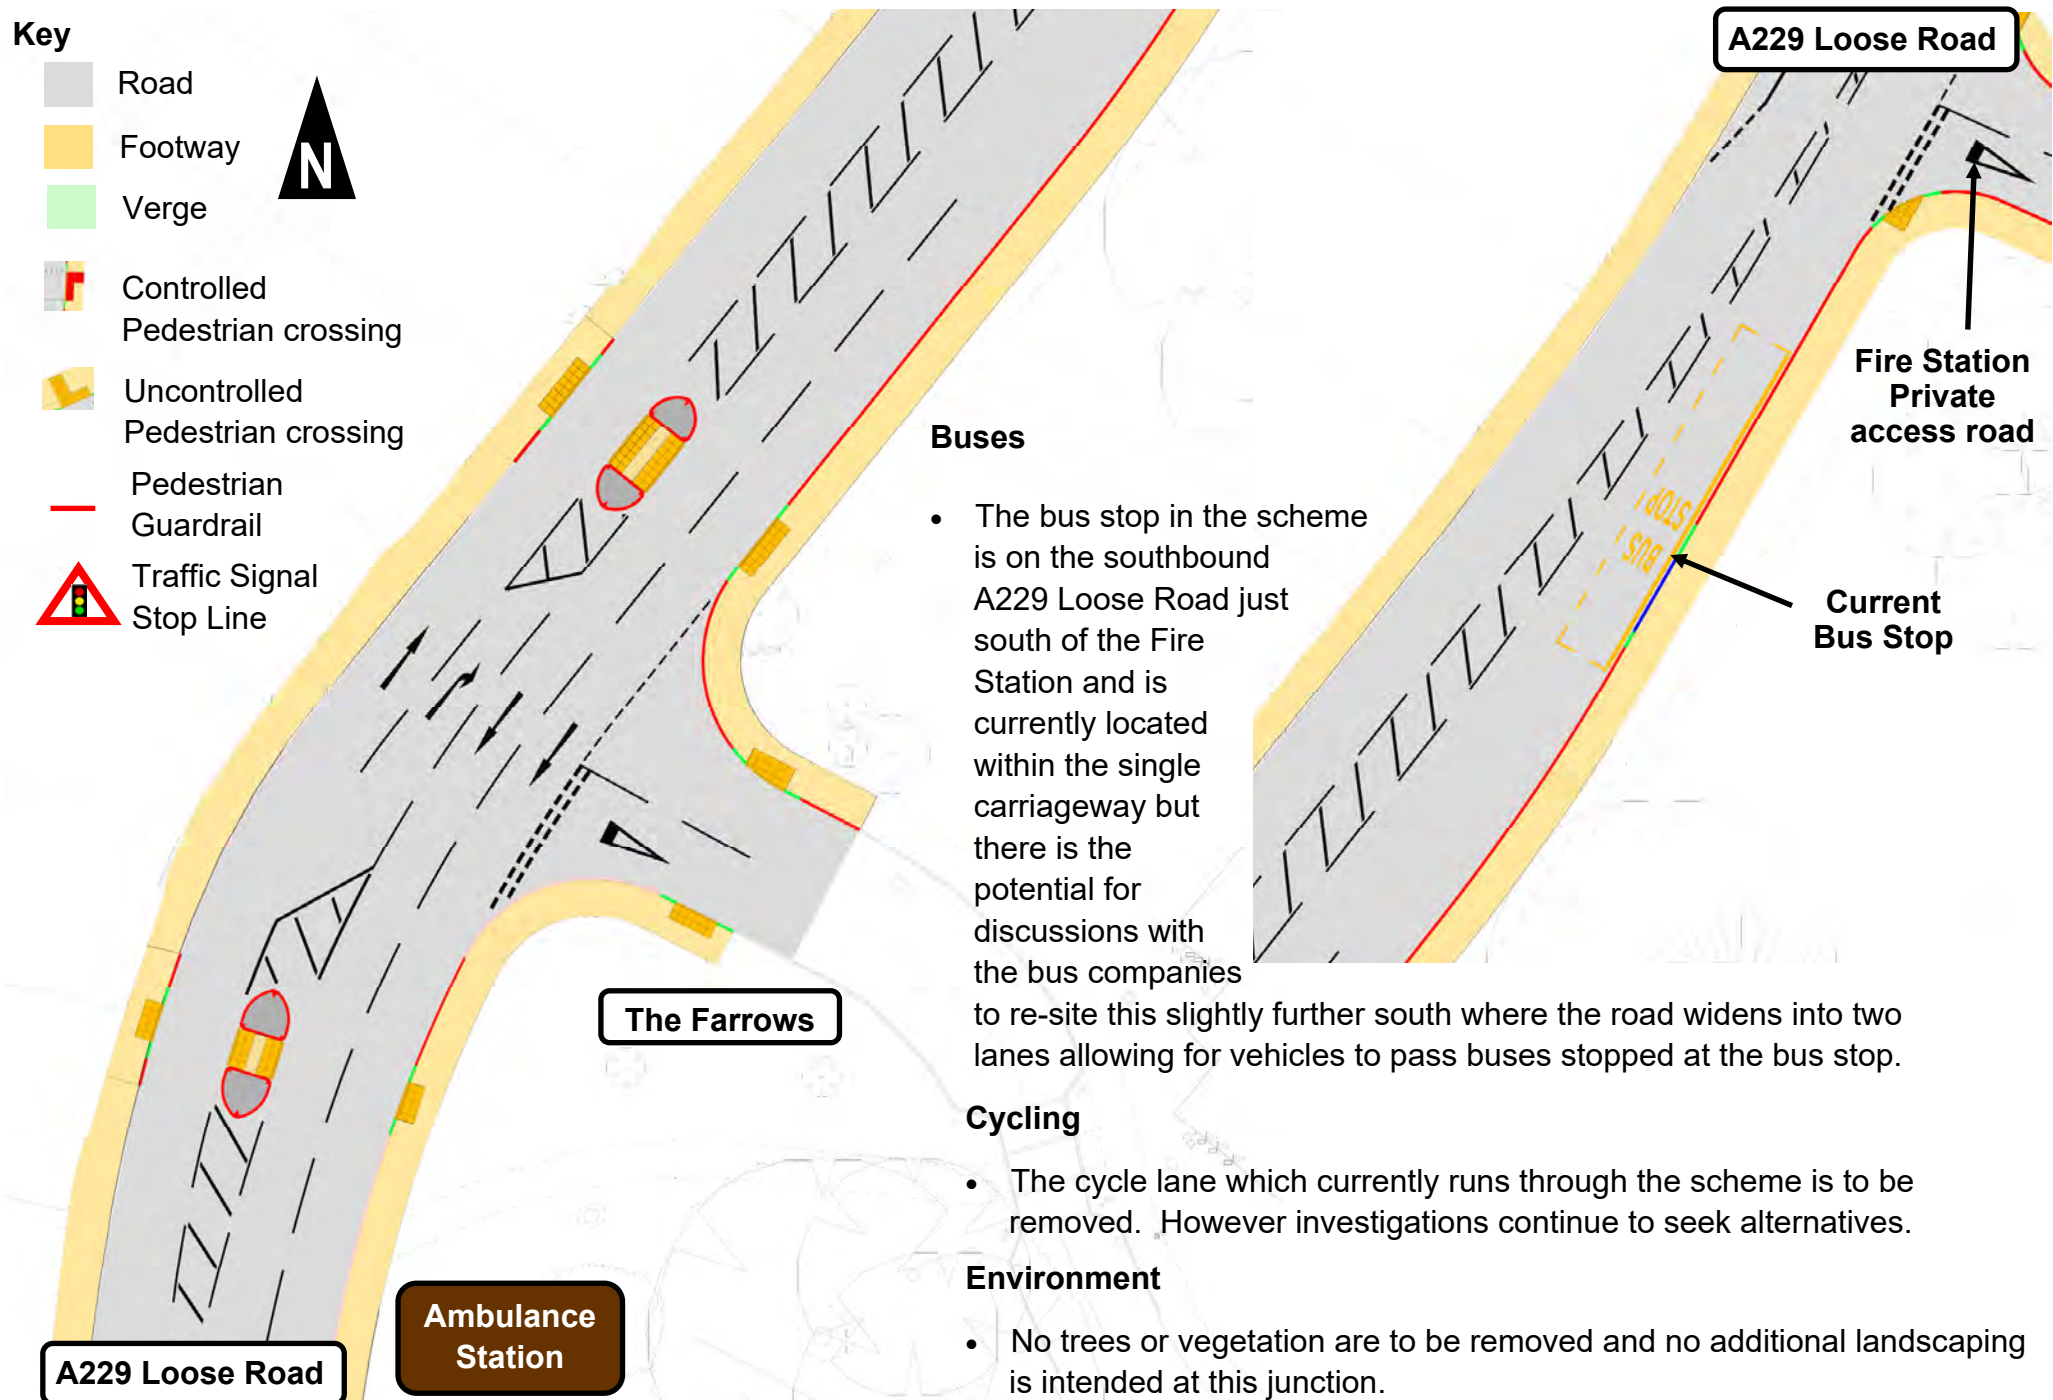 Key
Road
Footway
Verge
N
Controlled
Pedestrian crossing
Uncontrolled
Pedestrian crossing
Pedestrian
Guardrail
Traffic Signal
Stop Line
A229 Loose Road
Fire Station
Private
access road
BUS STOP
Current
Bus Stop
Buses
• The bus stop in the scheme
is on the southbound
A229 Loose Road just
south of the Fire
Station and is
currently located
within the single
carriageway but
there is the
potential for
discussions with
the bus companies
to re-site this slightly further south where the road widens into two
lanes allowing for vehicles to pass buses stopped at the bus stop.
The Farrows
Cycling
• The cycle lane which currently runs through the scheme is to be
removed.  However investigations continue to seek alternatives.
Environment
• No trees or vegetation are to be removed and no additional landscaping
is intended at this junction.
Ambulance
Station
A229 Loose Road